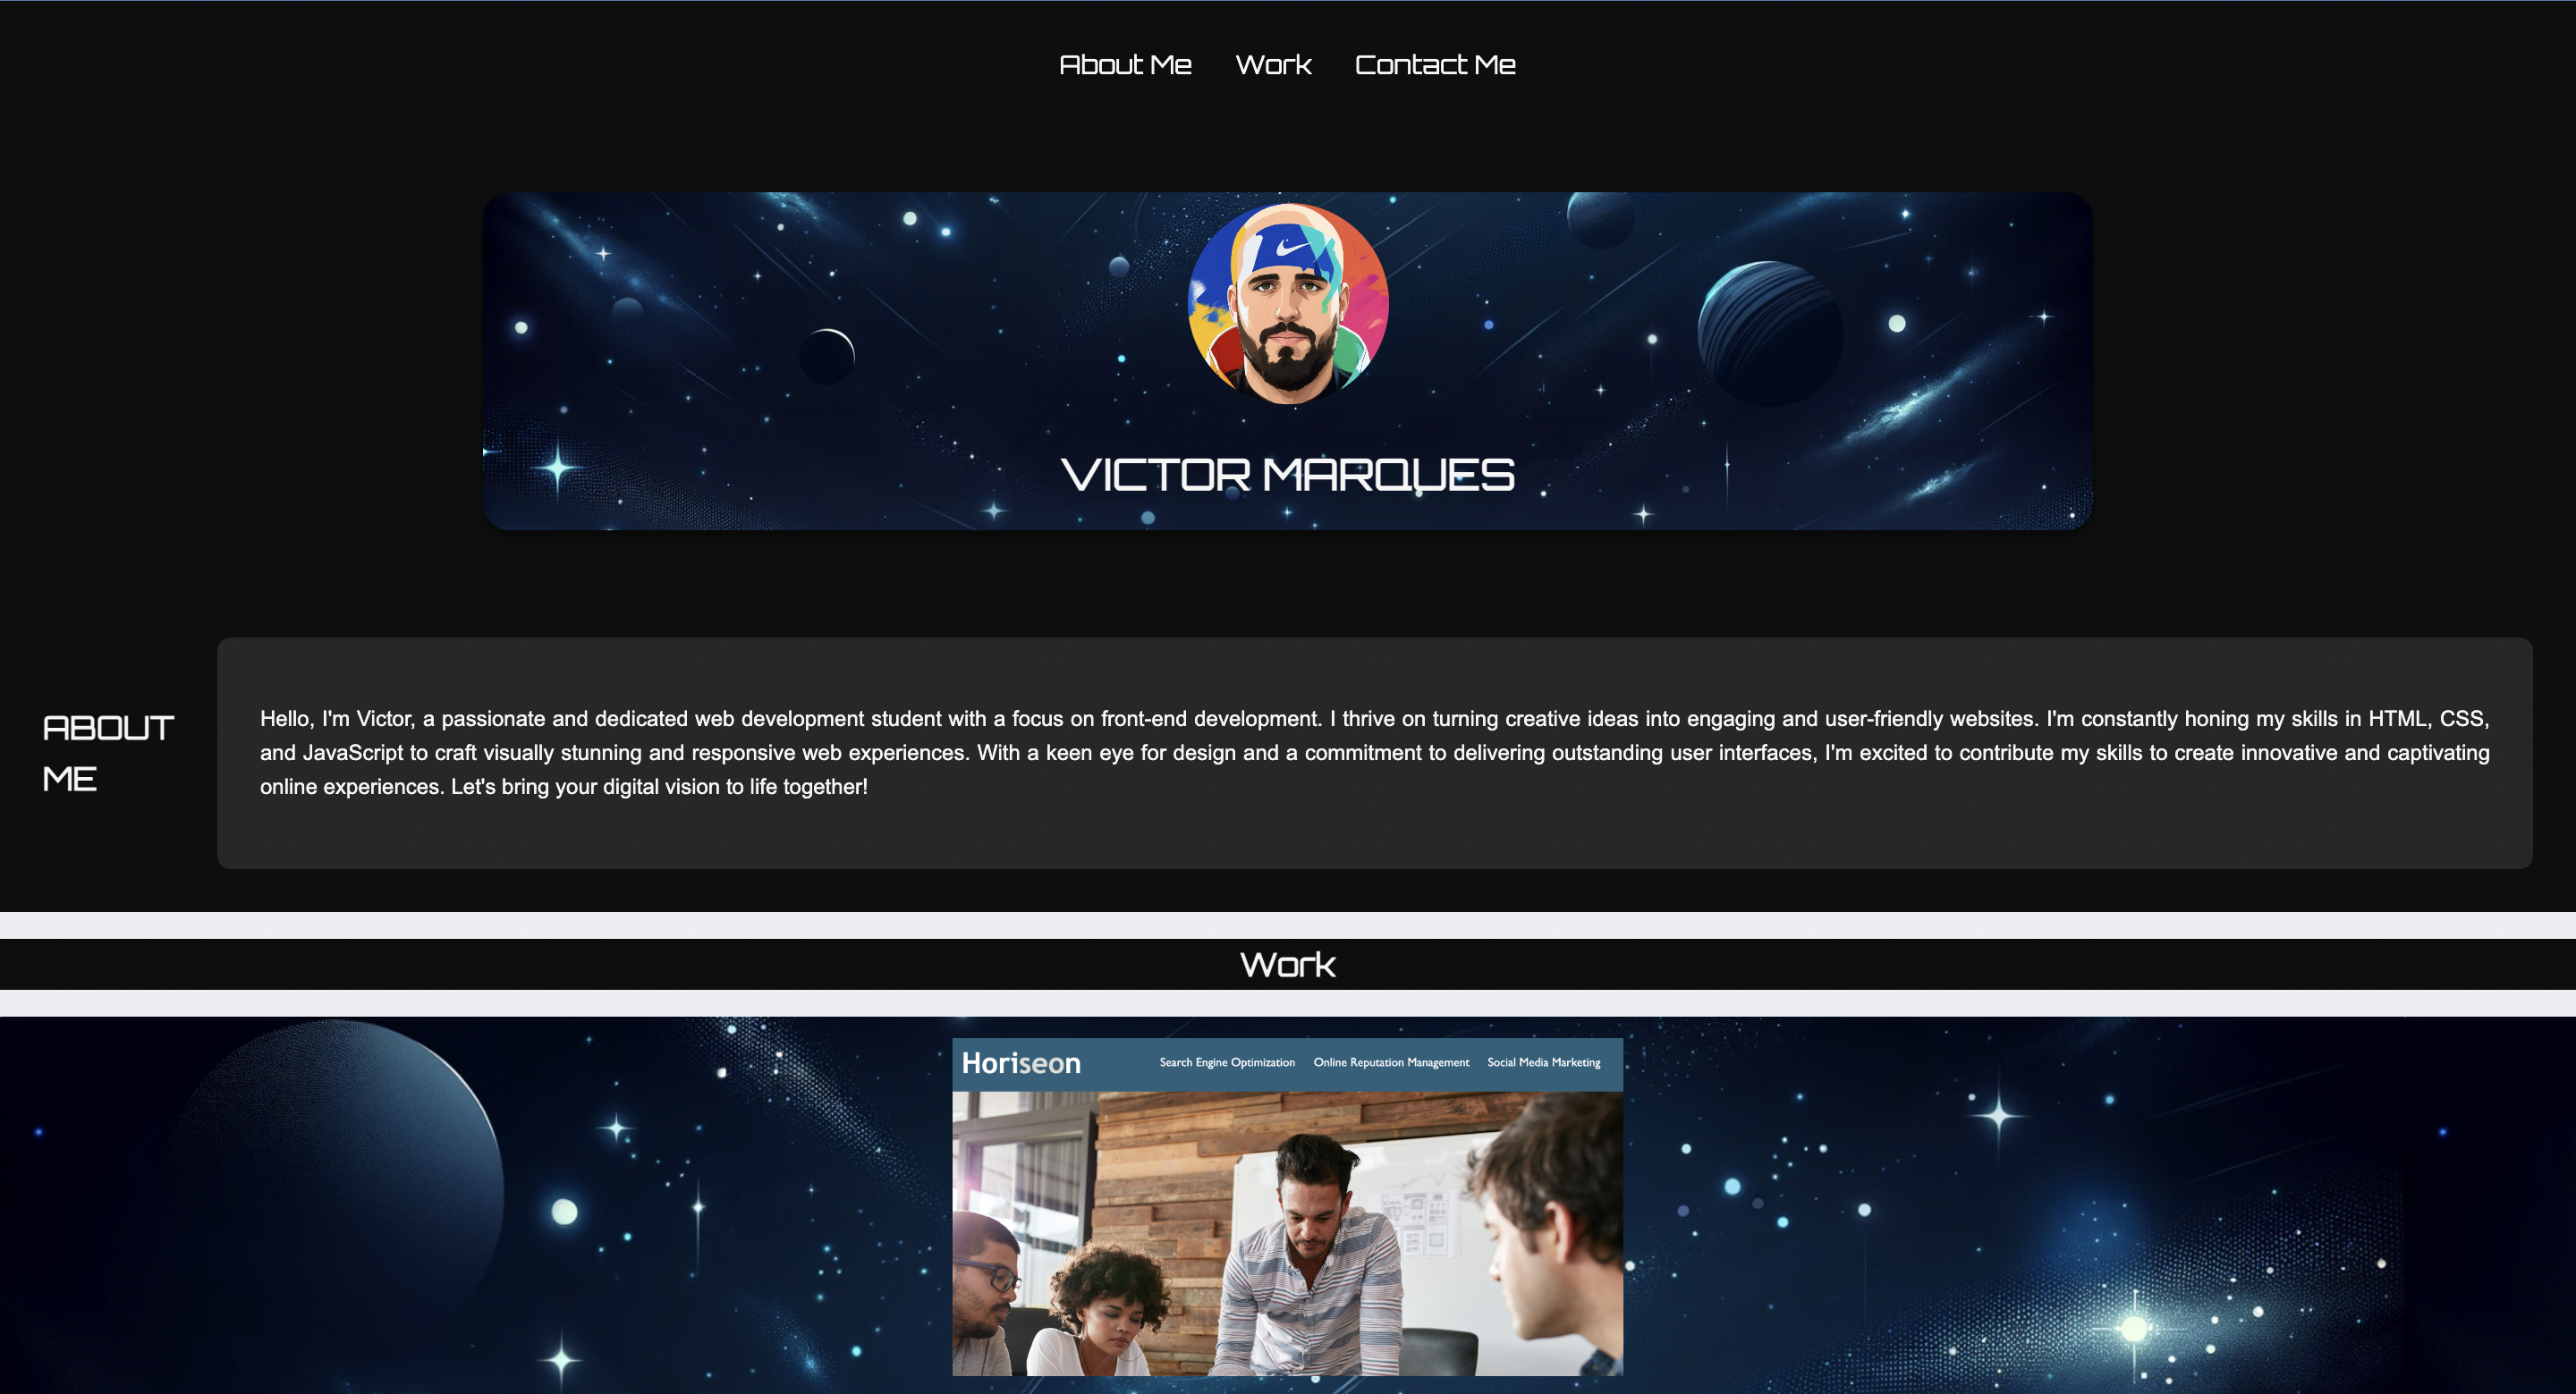 About Me Work Contact Me
VICTOR MARQUES
ABOUT
ME
Hello, I'm Victor, a passionate and dedicated web development student with a focus on front-end development. I thrive on turning creative ideas into engaging and user-friendly websites. I'm constantly honing my skills in HTML, CSS,
and JavaScript to craft visually stunning and responsive web experiences. With a keen eye for design and a commitment to delivering outstanding user interfaces, I'm excited to contribute my skills to create innovative and captivating
online experiences. Let's bring your digital vision to life together!
Work
Horiseon Search Engine Optimization Online Reputation Management Social Media Marketing